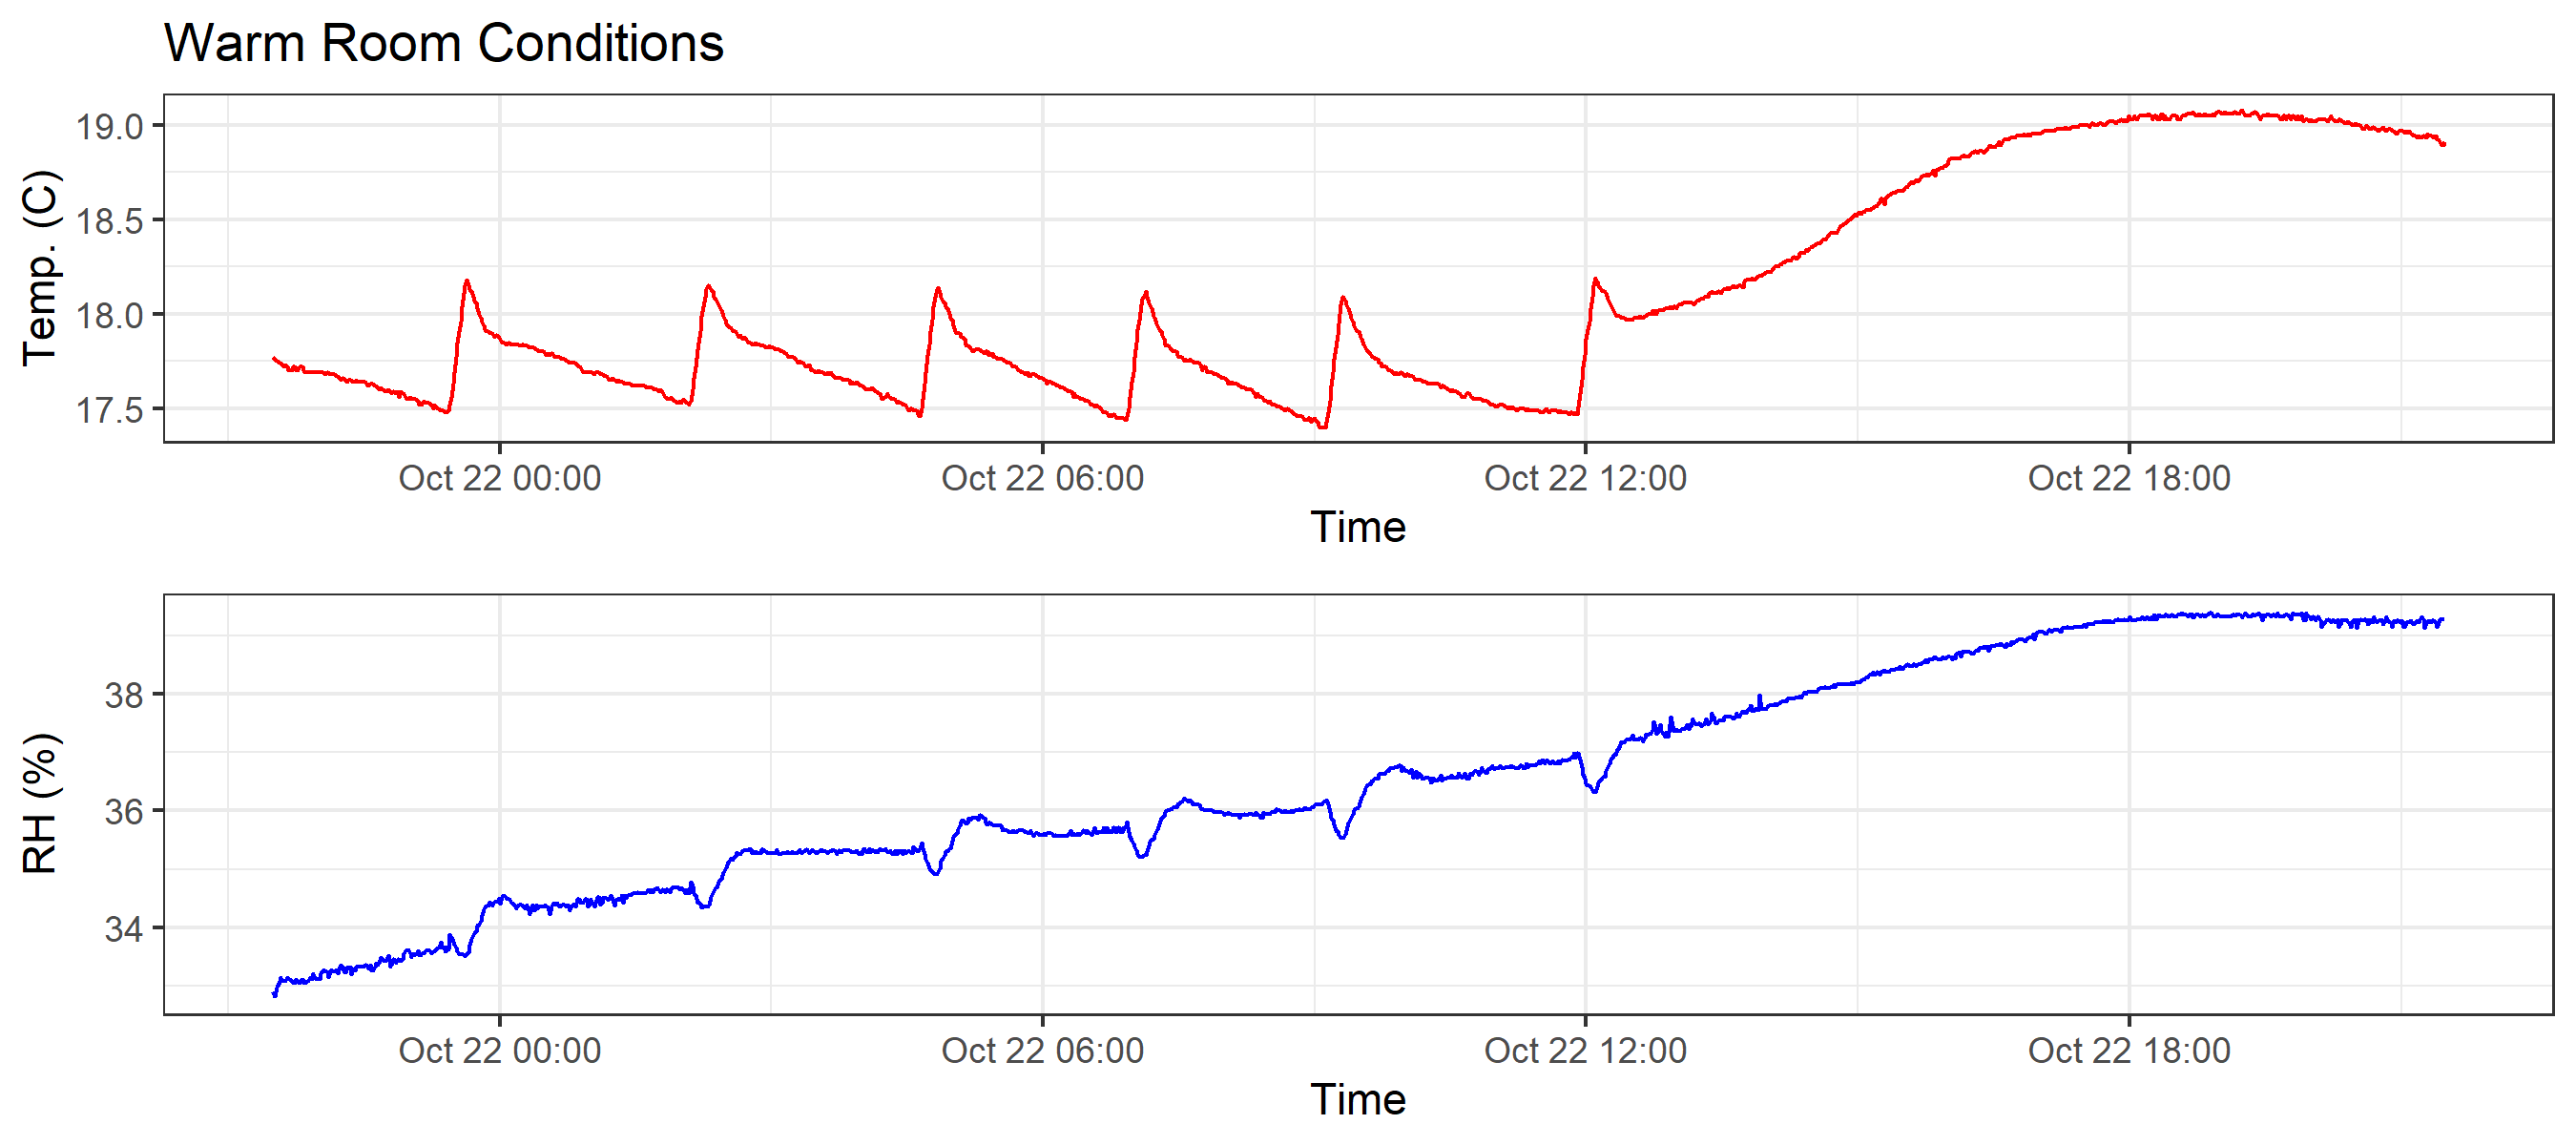 Warm Room Conditions
Temp. (C)
19.0
18.5
18.0
17.5
Oct 22 00:00 Oct 22 06:00 Oct 22 12:00 Oct 22 18:00
Time
RH (%)
38
36
34
Oct 22 00:00 Oct 22 06:00 Oct 22 12:00 Oct 22 18:00
Time